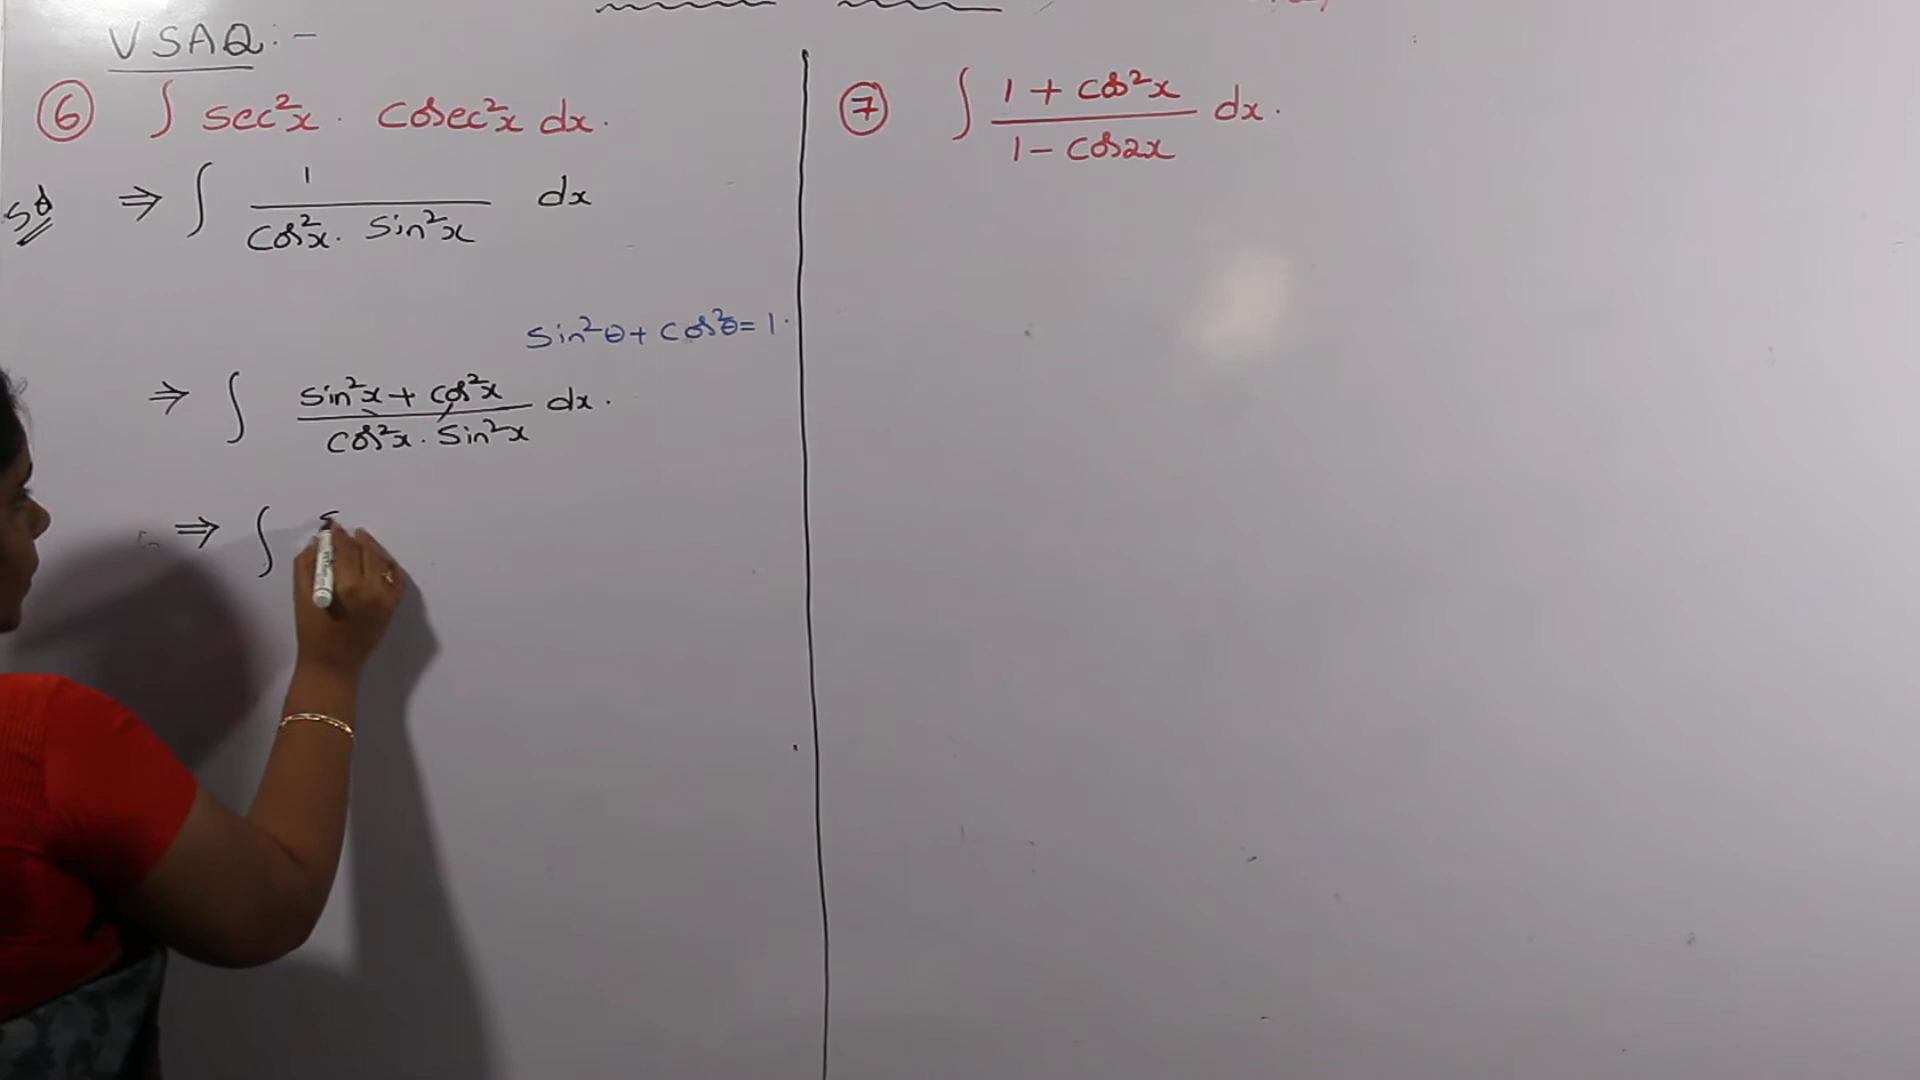 VSAQ:-
⑥ ∫ sec²x · cosec²x dx.
Sol ⇒ ∫ 1 / cos²x · sin²x dx
sin²θ + cos²θ = 1.
⇒ ∫ sin²x + cos²x / cos²x · sin²x dx.
⇒ ∫ s
⑦ ∫ 1 + cos²x / 1 - cos2x dx.